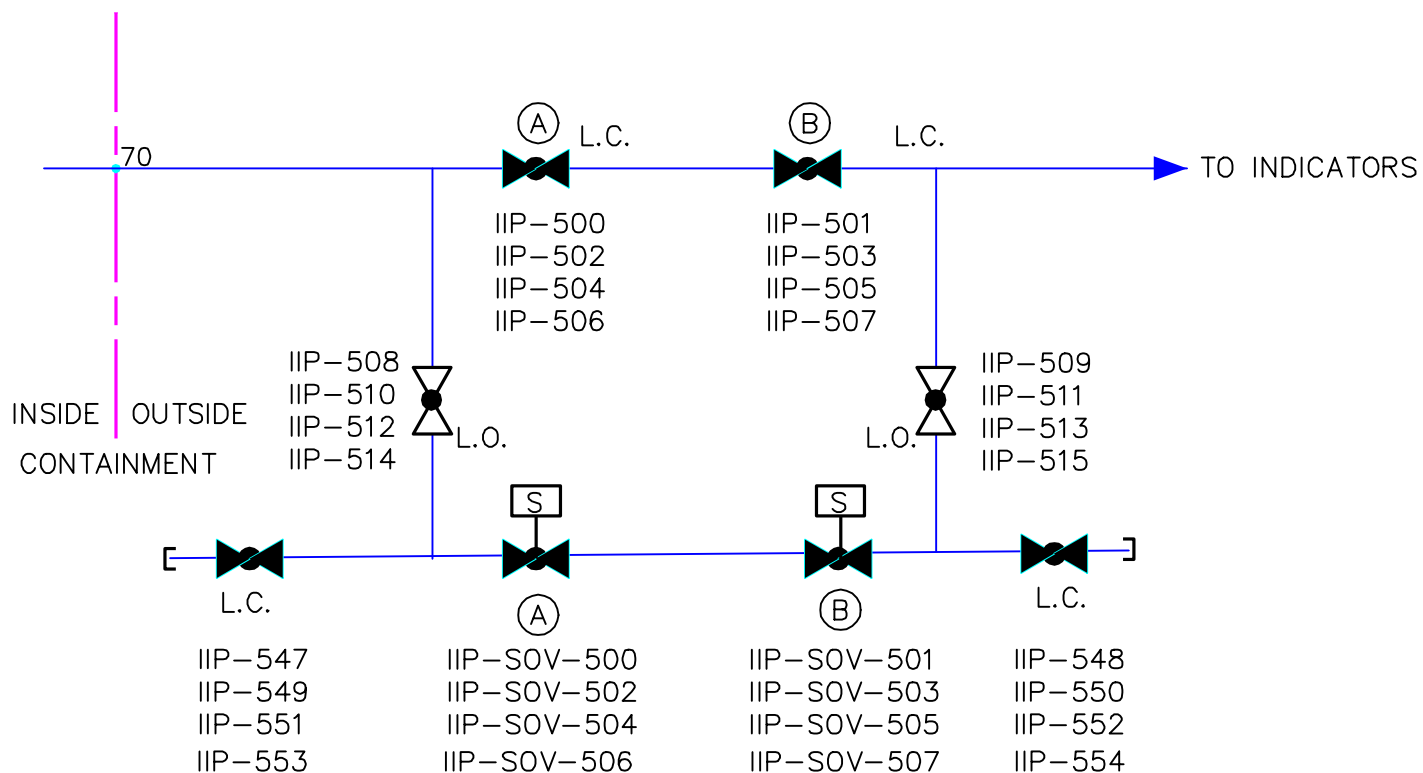 A
B
L.C.
L.C.
70
TO INDICATORS
IIP-500
IIP-502
IIP-504
IIP-506
IIP-501
IIP-503
IIP-505
IIP-507
IIP-508
IIP-510
IIP-512
IIP-514
L.O.
IIP-509
IIP-511
IIP-513
IIP-515
L.O.
INSIDE OUTSIDE
CONTAINMENT
S
S
L.C.
A
B
L.C.
IIP-547
IIP-549
IIP-551
IIP-553
IIP-SOV-500
IIP-SOV-502
IIP-SOV-504
IIP-SOV-506
IIP-SOV-501
IIP-SOV-503
IIP-SOV-505
IIP-SOV-507
IIP-548
IIP-550
IIP-552
IIP-554